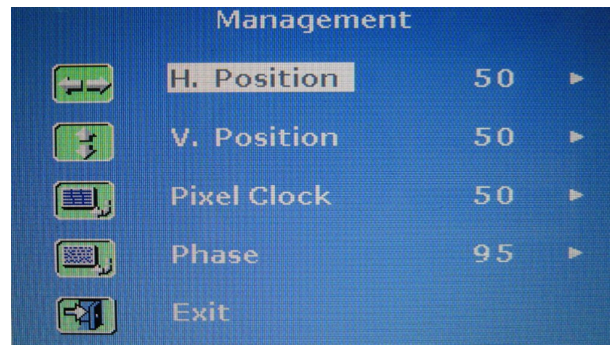 Management
H. Position 50
V. Position 50
Pixel Clock 50
Phase 95
Exit